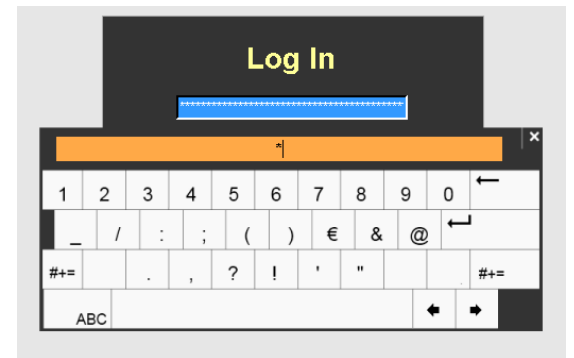 Log In
****************************************
×
*
1 2 3 4 5 6 7 8 9 0 ←
_ / : ; ( ) € & @ ↵
#+= . , ? ! ' " #+=
ABC 🡸 🡺